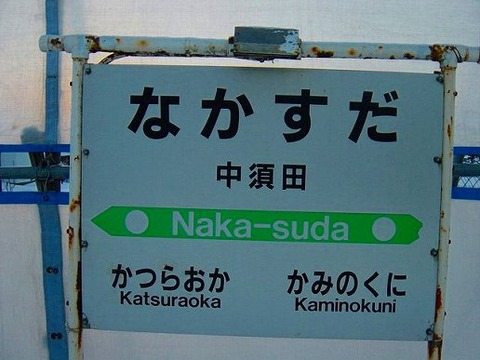 なかすだ
中須田
Naka-suda
かつらおか かみのくに
Katsuraoka Kaminokuni